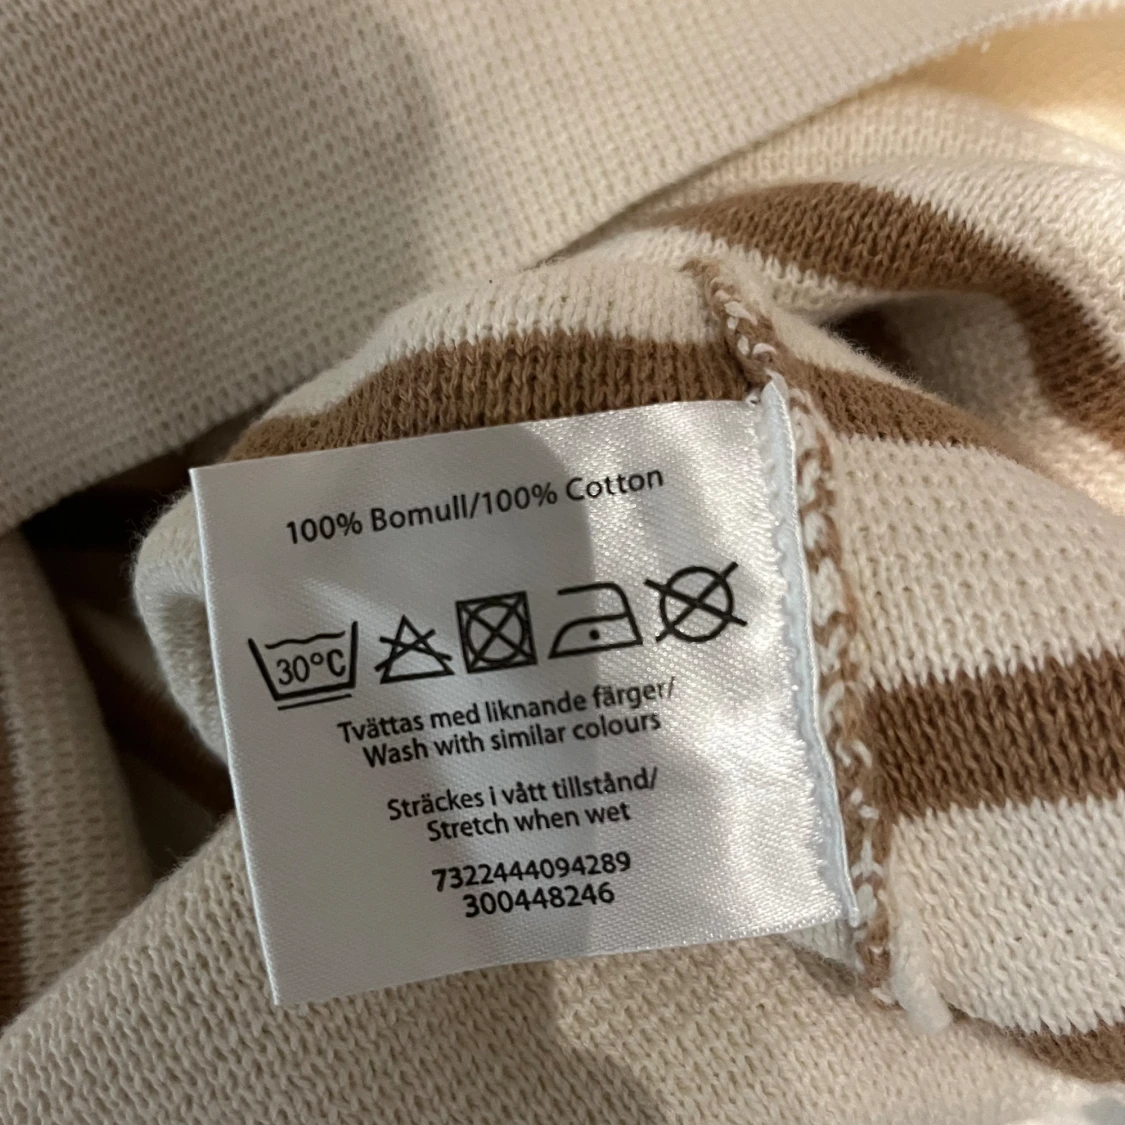 100% Bomull/100% Cotton
30°C
Tvättas med liknande färger/
Wash with similar colours
Sträckes i vått tillstånd/
Stretch when wet
7322444094289
300448246